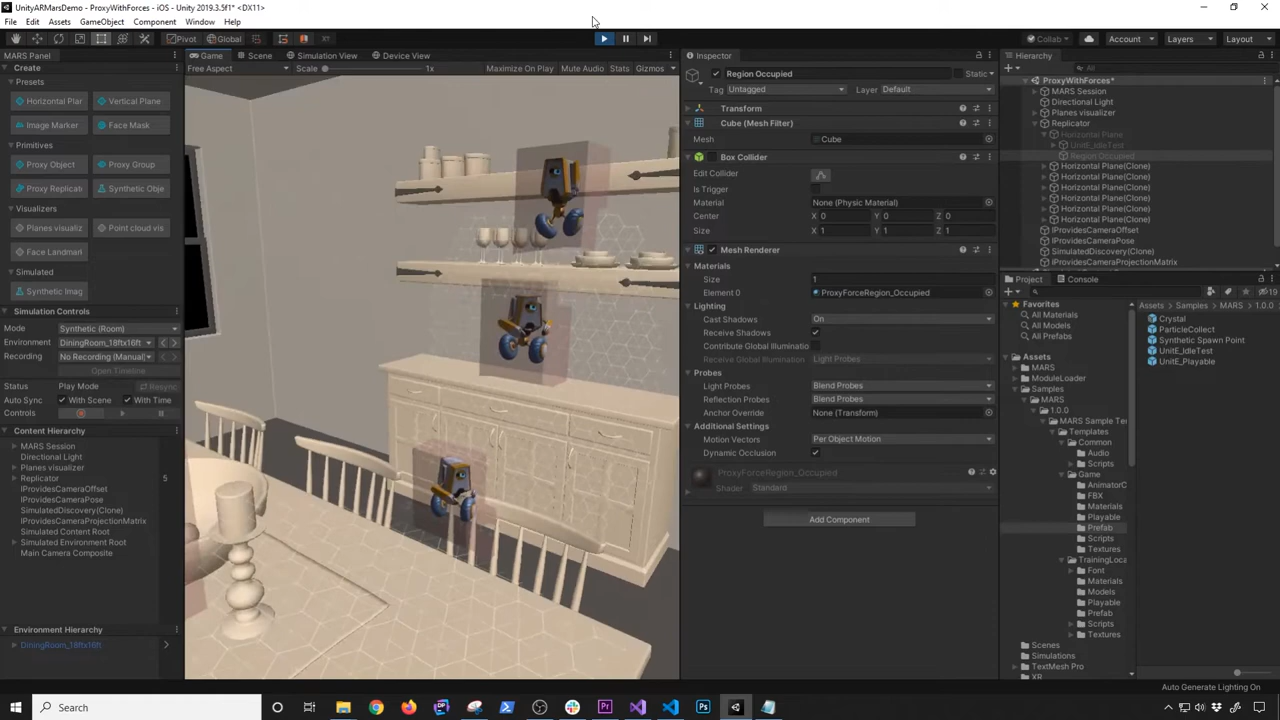 UnityARMarsDemo - ProxyWithForces - iOS - Unity 2019.3.5f1* <DX11>
File Edit Assets GameObject Component Window Help
Pivot Global Collab Account Layers Layout
MARS Panel
Create
Presets
Horizontal Plar Vertical Plane
Image Marker Face Mask
Primitives
Proxy Object Proxy Group
Proxy Replicato Synthetic Obje
Visualizers
Planes visualiz Point cloud vis
Face Landmarl
Simulated
Synthetic Imag
Simulation Controls
Mode Synthetic (Room)
Environment DiningRoom_18ftx16ft
Recording No Recording (Manual)
Open Timeline
Status Play Mode Resync
Auto Sync With Scene With Time
Controls
Content Hierarchy
MARS Session
Directional Light
Planes visualizer
Replicator 5
IProvidesCameraOffset
IProvidesCameraPose
SimulatedDiscovery(Clone)
IProvidesCameraProjectionMatrix
Simulated Content Root
Simulated Environment Root
Main Camera Composite
Environment Hierarchy
DiningRoom_18ftx16ft
Game Scene Simulation View Device View
Free Aspect Scale 1x Maximize On Play Mute Audio Stats Gizmos
Inspector
Region Occupied Static
Tag Untagged Layer Default
Transform
Cube (Mesh Filter)
Mesh Cube
Box Collider
Edit Collider
Is Trigger
Material None (Physic Material)
Center X 0 Y 0 Z 0
Size X 1 Y 1 Z 1
Mesh Renderer
Materials
Size 1
Element 0 ProxyForceRegion_Occupied
Lighting
Cast Shadows On
Receive Shadows
Contribute Global Illuminatio
Receive Global Illumination Light Probes
Probes
Light Probes Blend Probes
Reflection Probes Blend Probes
Anchor Override None (Transform)
Additional Settings
Motion Vectors Per Object Motion
Dynamic Occlusion
ProxyForceRegion_Occupied
Shader Standard
Add Component
Hierarchy
All
ProxyWithForces*
MARS Session
Directional Light
Planes visualizer
Replicator
Horizontal Plane
UnitE_IdleTest
Region Occupied
Horizontal Plane(Clone)
Horizontal Plane(Clone)
Horizontal Plane(Clone)
Horizontal Plane(Clone)
Horizontal Plane(Clone)
Horizontal Plane(Clone)
IProvidesCameraOffset
IProvidesCameraPose
SimulatedDiscovery(Clone)
IProvidesCameraProjectionMatrix
Project Console
19
Favorites
All Materials
All Models
All Prefabs
Assets
MARS
ModuleLoader
Samples
MARS
1.0.0
MARS Sample Ter
Templates
Common
Audio
Scripts
Game
AnimatorC
FBX
Materials
Playable
Prefab
Scripts
Textures
TrainingLoca
Font
Materials
Models
Playable
Prefab
Scripts
Textures
Scenes
Simulations
TextMesh Pro
XR
Assets > Samples > MARS > 1.0.0
Crystal
ParticleCollect
Synthetic Spawn Point
UnitE_IdleTest
UnitE_Playable
Auto Generate Lighting On
Search